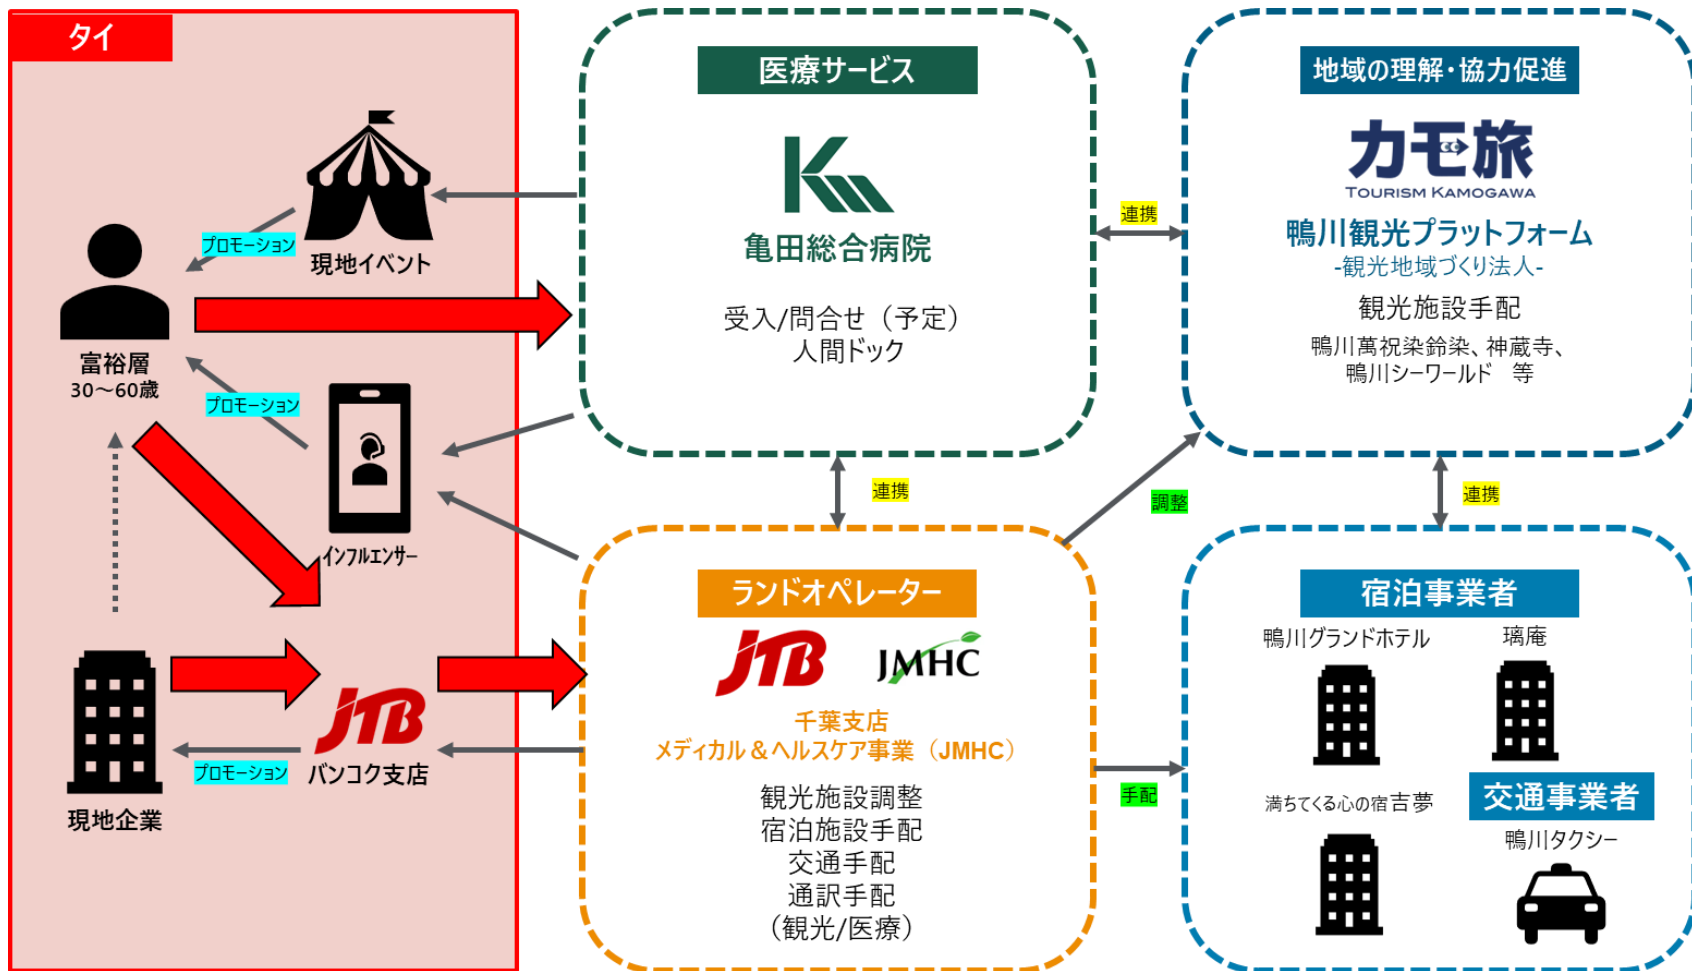 タイ
現地イベント
プロモーション
富裕層
30～60歳
プロモーション
インフルエンサー
現地企業
プロモーション
JTB
バンコク支店
医療サービス
亀田総合病院
受入/問合せ（予定）
人間ドック
連携
連携
ランドオペレーター
JTB
JMHC
千葉支店
メディカル＆ヘルスケア事業（JMHC）
観光施設調整
宿泊施設手配
交通手配
通訳手配
（観光/医療）
調整
手配
地域の理解・協力促進
カモ旅
TOURISM KAMOGAWA
鴨川観光プラットフォーム
-観光地域づくり法人-
観光施設手配
鴨川萬祝染鈴染、神蔵寺、
鴨川シーワールド　等
連携
宿泊事業者
鴨川グランドホテル
璃庵
満ちてくる心の宿吉夢
交通事業者
鴨川タクシー